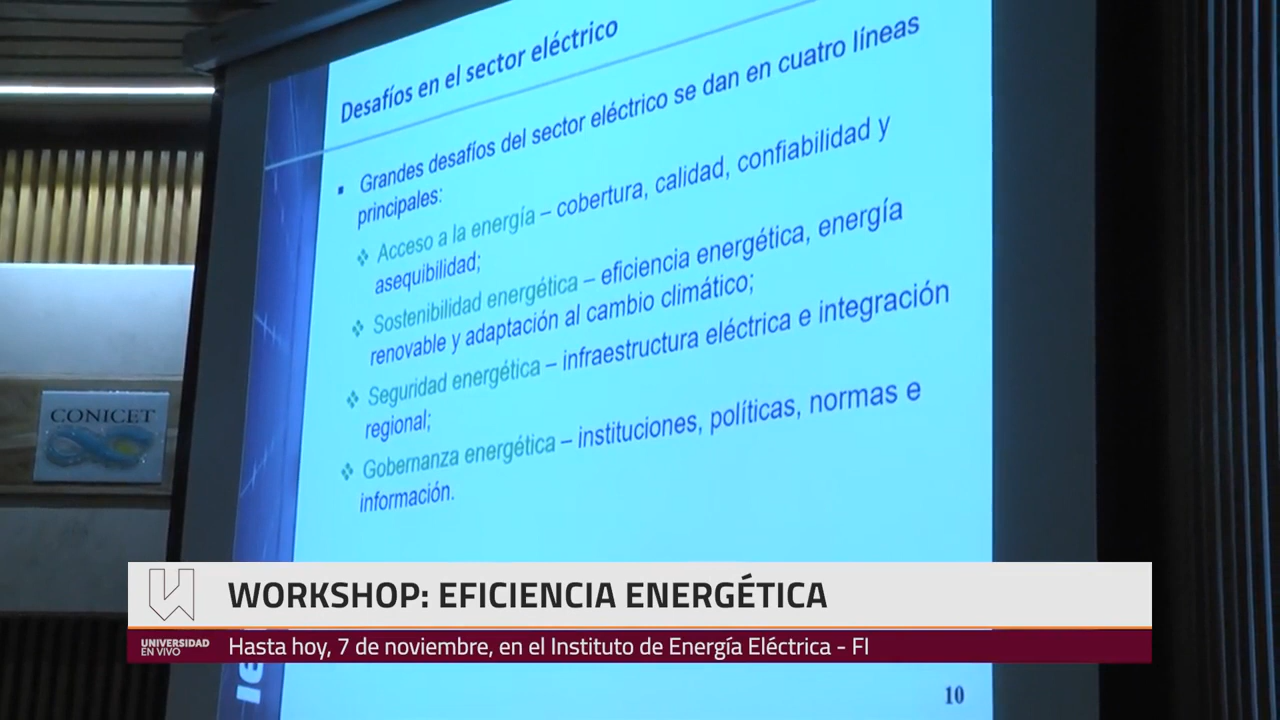 Desafíos en el sector eléctrico
▪ Grandes desafíos del sector eléctrico se dan en cuatro líneas
principales:
❖ Acceso a la energía – cobertura, calidad, confiabilidad y
asequibilidad;
❖ Sostenibilidad energética – eficiencia energética, energía
renovable y adaptación al cambio climático;
❖ Seguridad energética – infraestructura eléctrica e integración
regional;
❖ Gobernanza energética – instituciones, políticas, normas e
información.
CONICET
WORKSHOP: EFICIENCIA ENERGÉTICA
UNIVERSIDAD
EN VIVO
Hasta hoy, 7 de noviembre, en el Instituto de Energía Eléctrica - FI
10